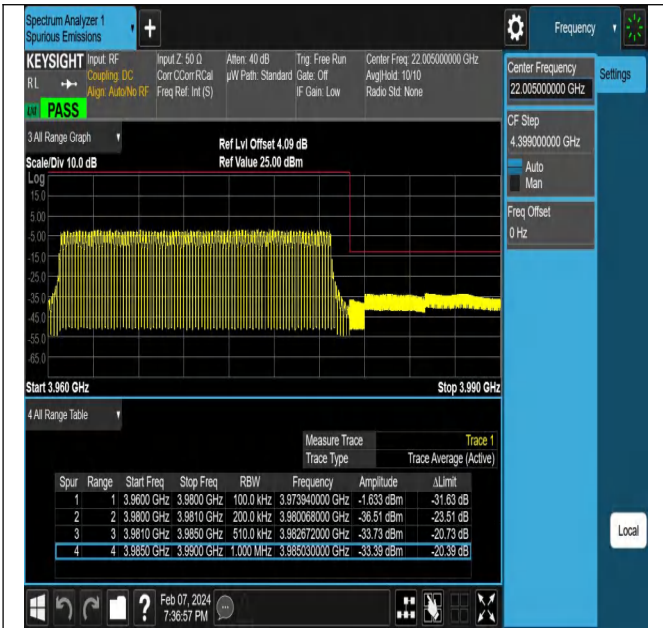 Spectrum Analyzer 1
Spurious Emissions
+
Frequency
KEYSIGHT Input: RF Input Z: 50 Ω Atten: 40 dB Trig: Free Run Center Freq: 22.005000000 GHz
RL Coupling: DC Corr CCorr RCal µW Path: Standard Gate: Off Avg|Hold: 10/10
Align: Auto/No RF Freq Ref: Int (S) IF Gain: Low Radio Std: None
PASS
Center Frequency
22.005000000 GHz
Settings
CF Step
4.399000000 GHz
Auto
Man
Freq Offset
0 Hz
3 All Range Graph
Ref Lvl Offset 4.09 dB
Scale/Div 10.0 dB Ref Value 25.00 dBm
Log
15.0
5.00
-5.00
-15.0
-25.0
-35.0
-45.0
-55.0
-65.0
Start 3.960 GHz Stop 3.990 GHz
4 All Range Table
Measure Trace Trace 1
Trace Type Trace Average (Active)
Spur Range Start Freq Stop Freq RBW Frequency Amplitude ΔLimit
1 1 3.9600 GHz 3.9800 GHz 100.0 kHz 3.973940000 GHz -1.633 dBm -31.63 dB
2 2 3.9800 GHz 3.9810 GHz 200.0 kHz 3.980068000 GHz -36.51 dBm -23.51 dB
3 3 3.9810 GHz 3.9850 GHz 510.0 kHz 3.982672000 GHz -33.73 dBm -20.73 dB
4 4 3.9850 GHz 3.9900 GHz 1.000 MHz 3.985030000 GHz -33.39 dBm -20.39 dB
Local
? Feb 07, 2024
7:36:57 PM